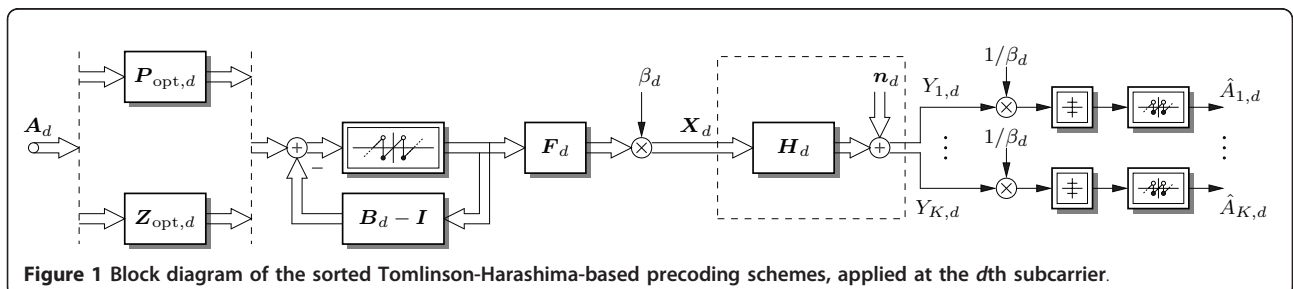 𝑨_d
𝑷_opt,d
𝒁_opt,d
−
𝑩_d − 𝑰
𝑭_d
β_d
𝑿_d
𝑯_d
𝒏_d
Y_1,d
⋮
Y_K,d
1/β_d
1/β_d
Â_1,d
⋮
Â_K,d
Figure 1 Block diagram of the sorted Tomlinson-Harashima-based precoding schemes, applied at the dth subcarrier.